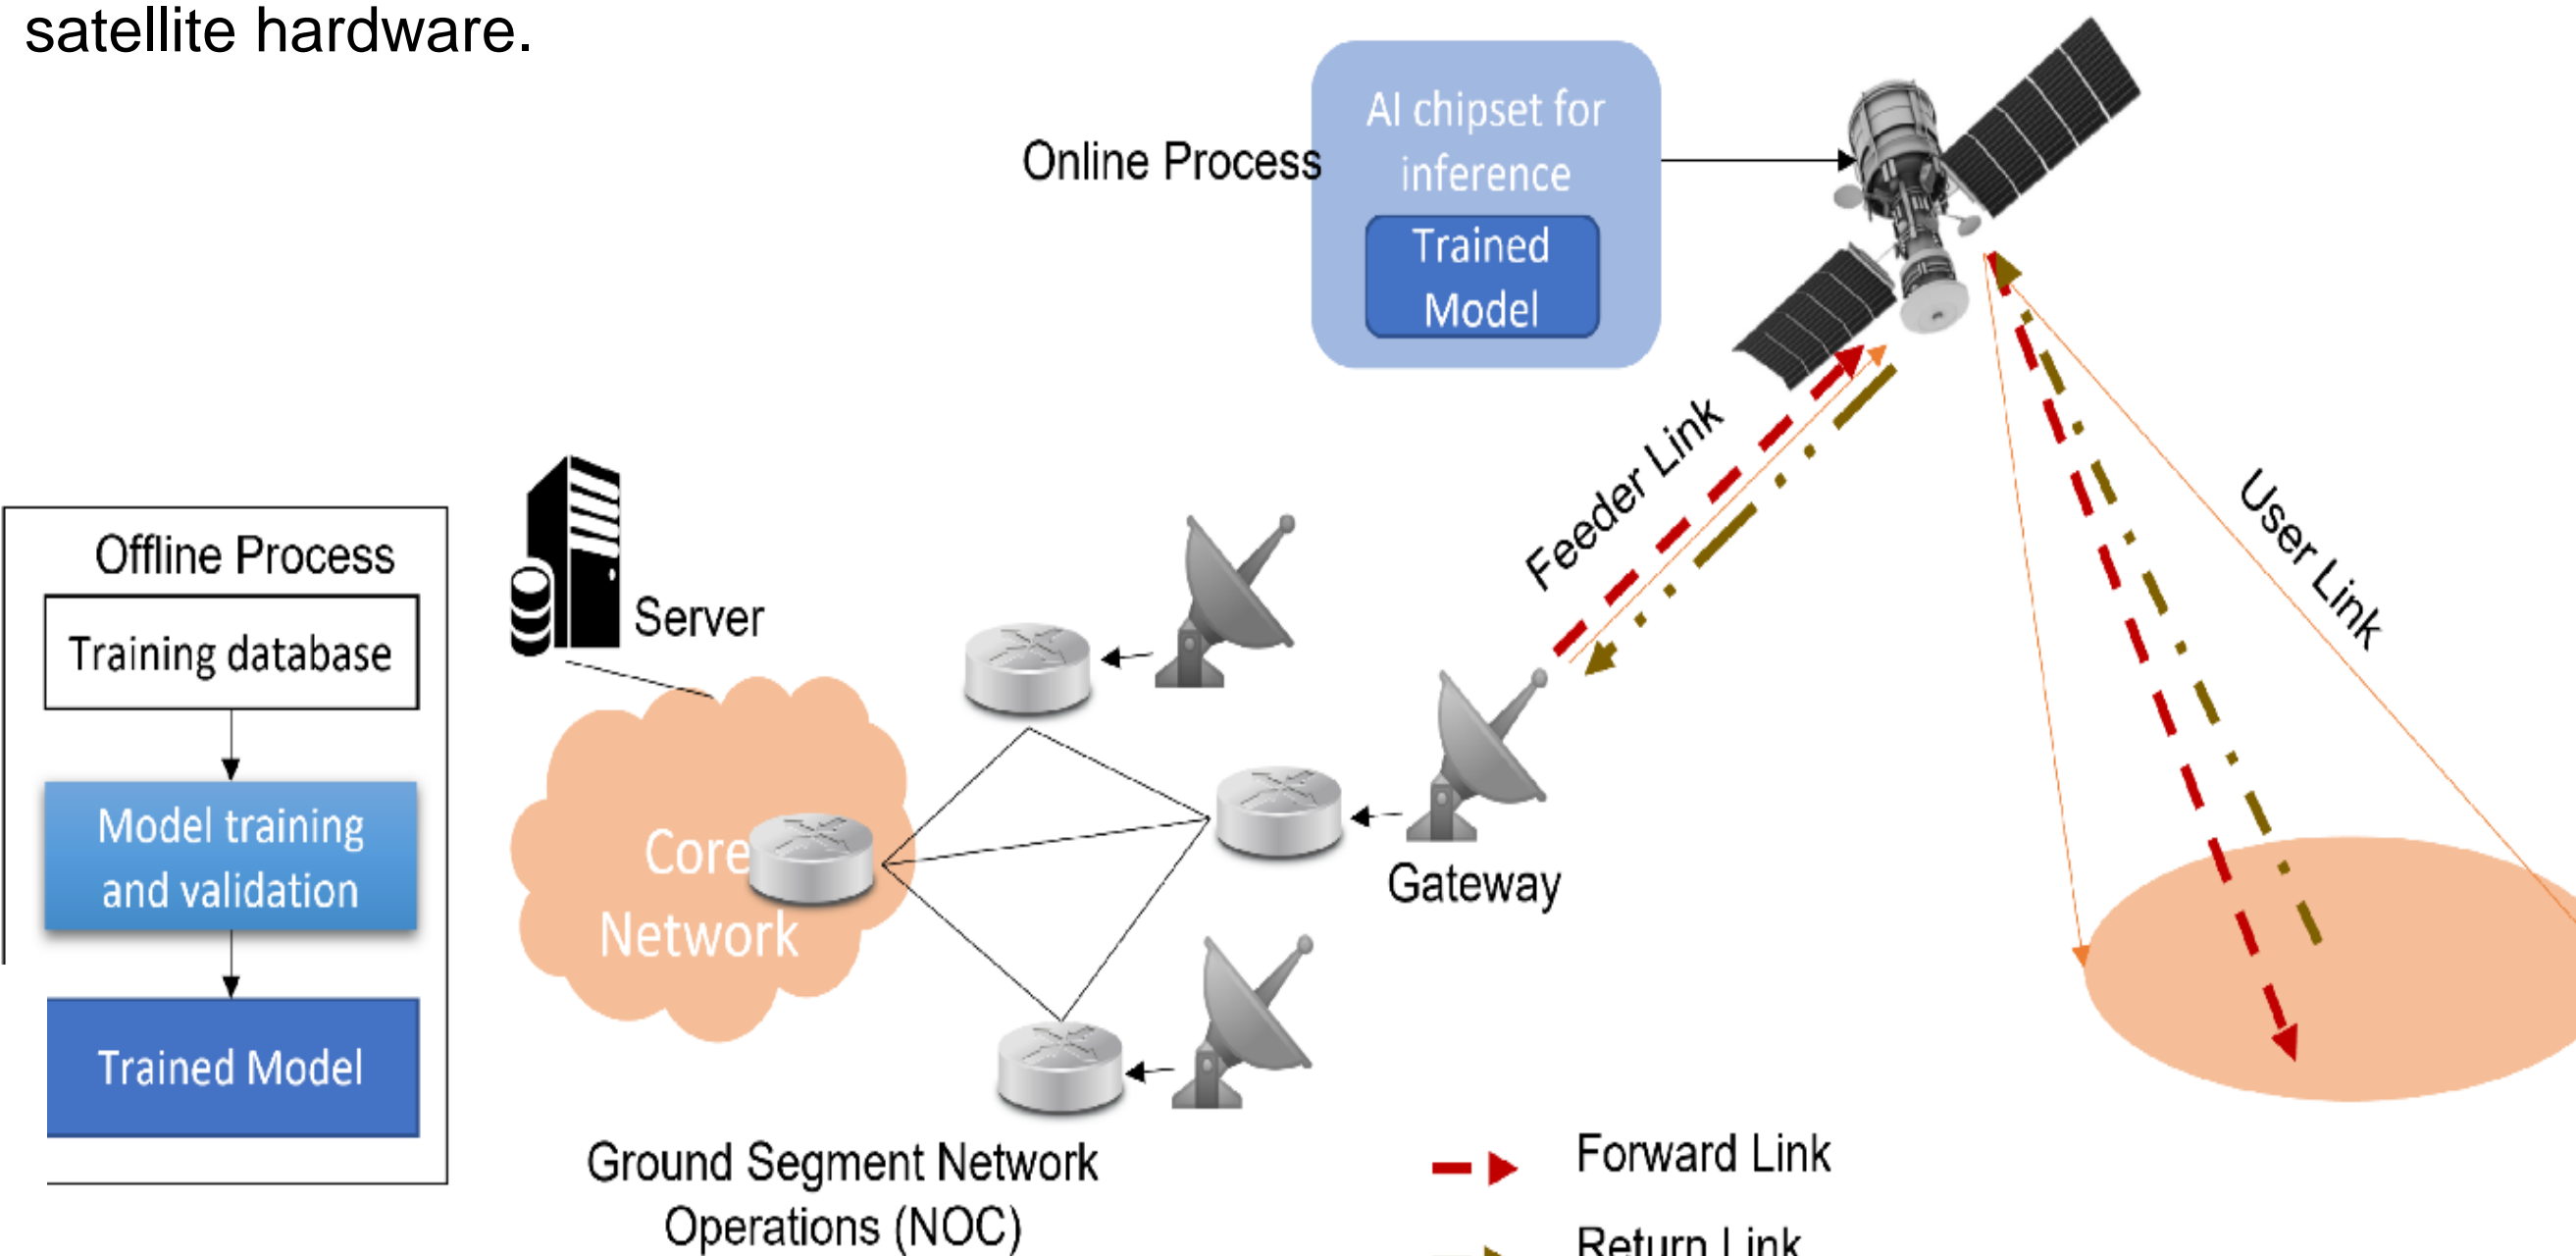 satellite hardware.
AI chipset for
inference
Online Process
Trained
Model
Feeder Link
User Link
Offline Process
Training database
Model training
and validation
Trained Model
Server
Core
Network
Gateway
Ground Segment Network
Operations (NOC)
Forward Link
Return Link